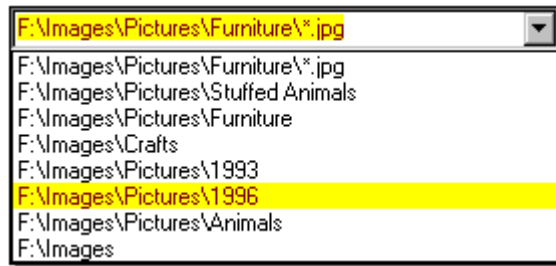 F:\Images\Pictures\Furniture\*.jpg
F:\Images\Pictures\Furniture\*.jpg
F:\Images\Pictures\Stuffed Animals
F:\Images\Pictures\Furniture
F:\Images\Crafts
F:\Images\Pictures\1993
F:\Images\Pictures\1996
F:\Images\Pictures\Animals
F:\Images